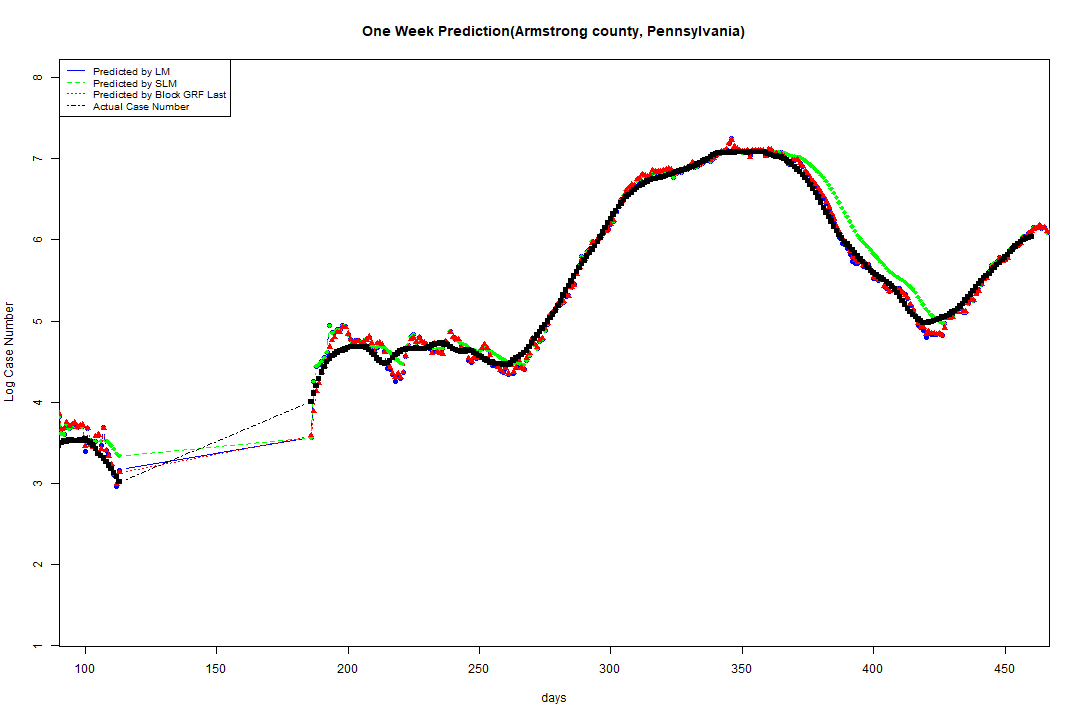 One Week Prediction(Armstrong county, Pennsylvania)
Predicted by LM
Predicted by SLM
Predicted by Block GRF Last
Actual Case Number
8
7
6
5
4
3
2
1
Log Case Number
100 150 200 250 300 350 400 450
days